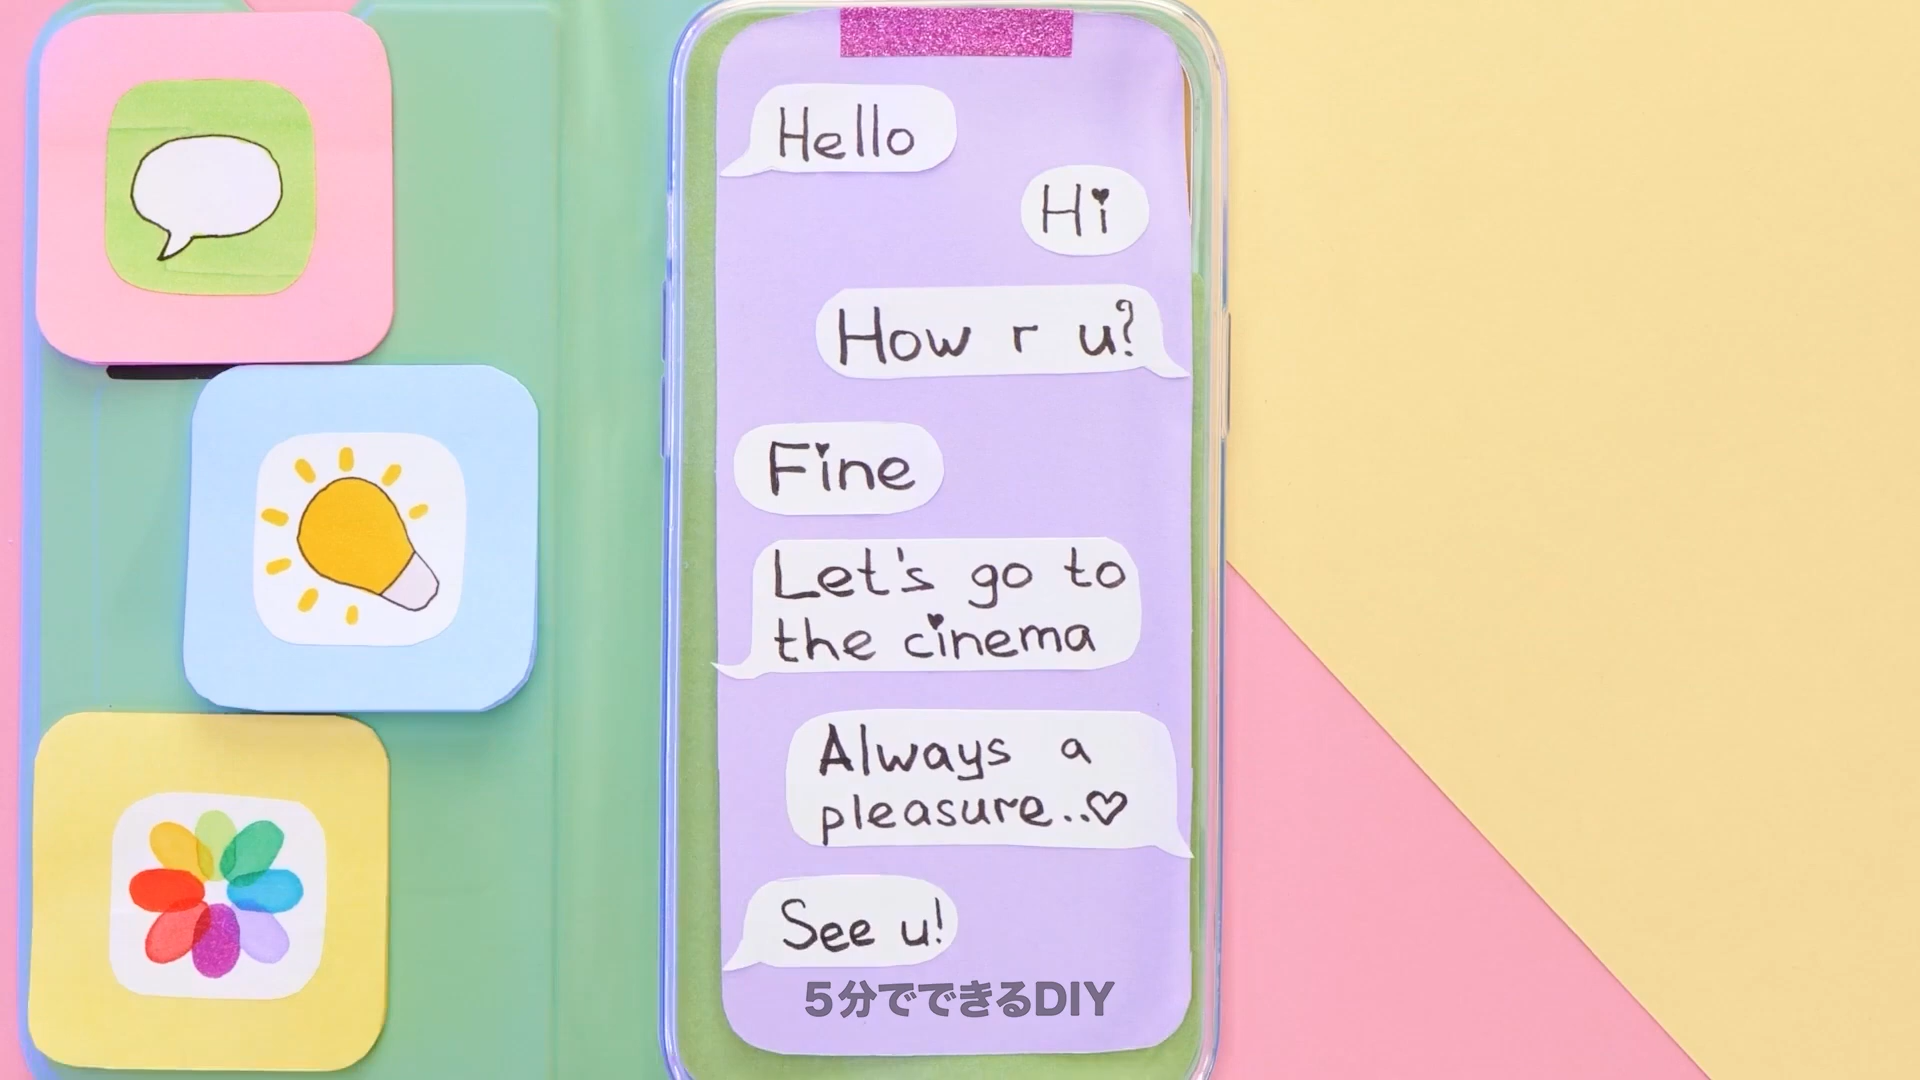 Hello
Hi
How r u?
Fine
Let's go to
the cinema
Always a
pleasure..♡
See u!
5分でできるDIY